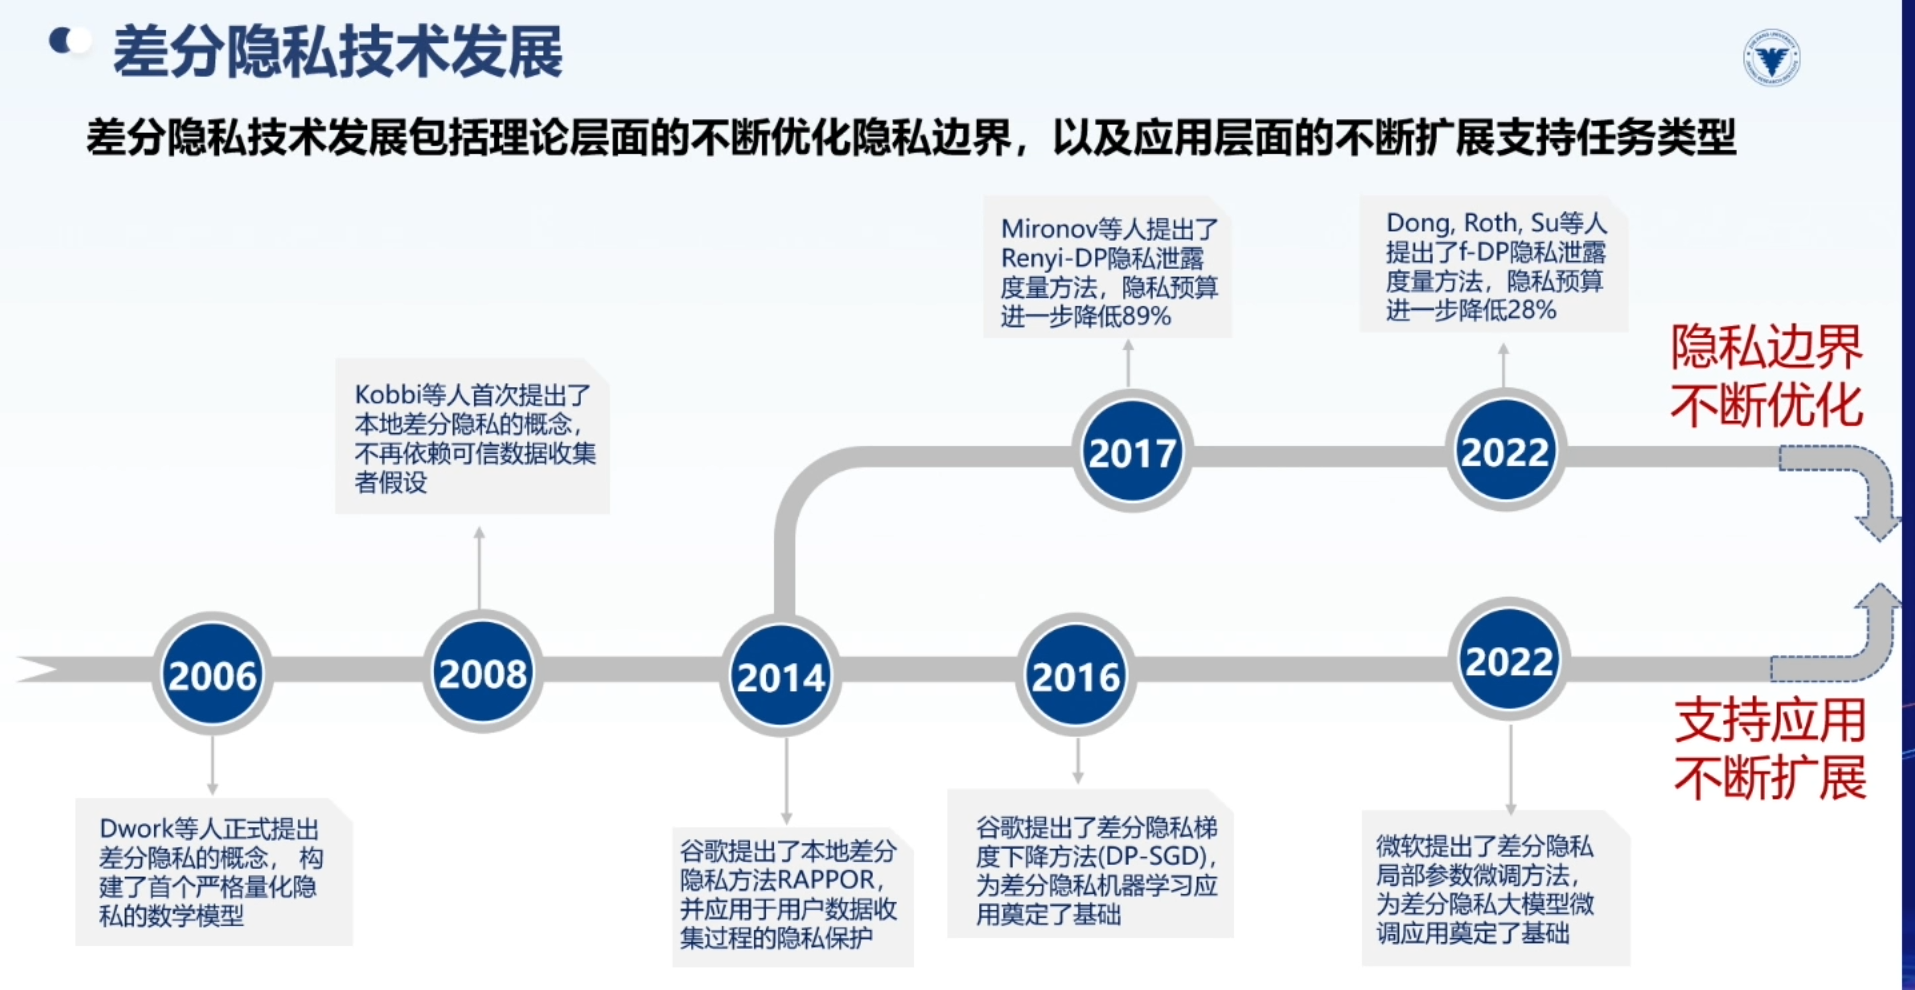 差分隐私技术发展
差分隐私技术发展包括理论层面的不断优化隐私边界，以及应用层面的不断扩展支持任务类型
Mironov等人提出了
Renyi-DP隐私泄露
度量方法，隐私预算
进一步降低89%
Dong, Roth, Su等人
提出了f-DP隐私泄露
度量方法，隐私预算
进一步降低28%
隐私边界
不断优化
Kobbi等人首次提出了
本地差分隐私的概念，
不再依赖可信数据收集
者假设
2017
2022
2006
2008
2014
2016
2022
支持应用
不断扩展
Dwork等人正式提出
差分隐私的概念， 构
建了首个严格量化隐
私的数学模型
谷歌提出了本地差分
隐私方法RAPPOR，
并应用于用户数据收
集过程的隐私保护
谷歌提出了差分隐私梯
度下降方法(DP-SGD)，
为差分隐私机器学习应
用奠定了基础
微软提出了差分隐私
局部参数微调方法，
为差分隐私大模型微
调应用奠定了基础